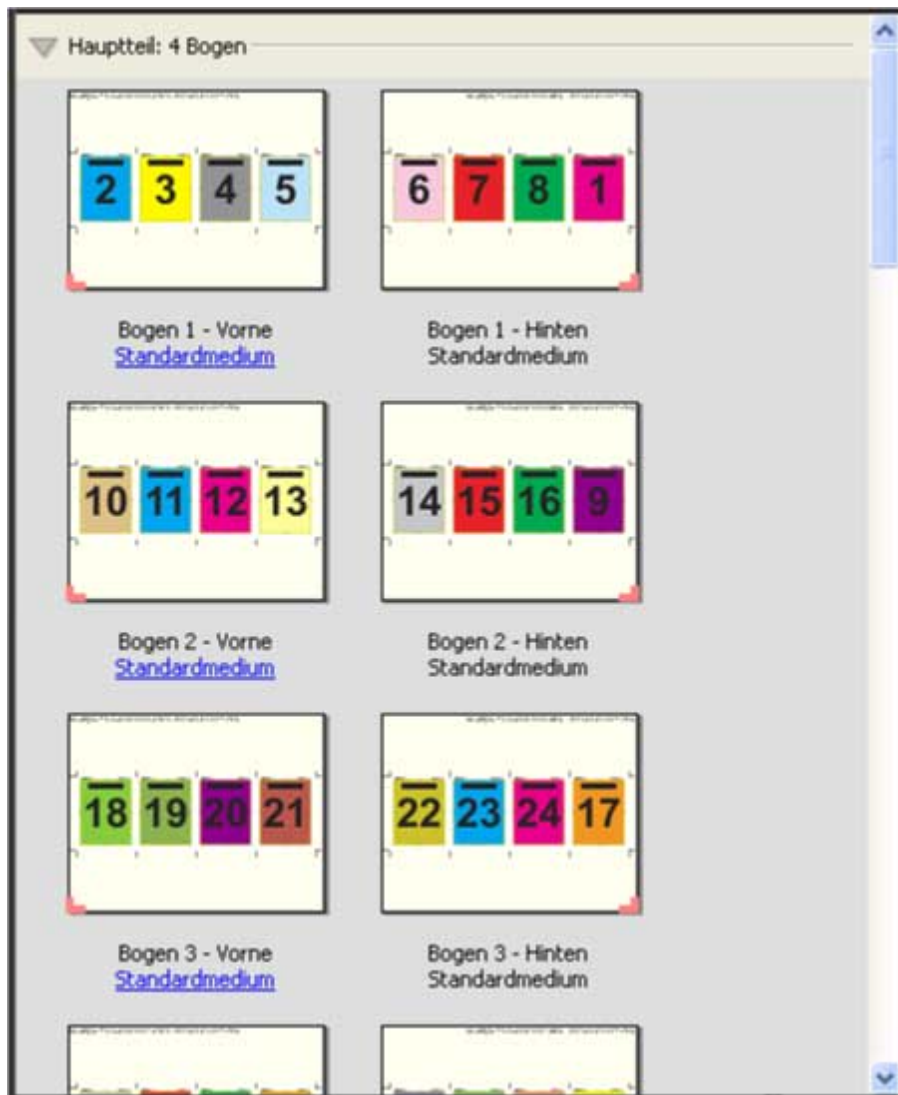 Hauptteil: 4 Bogen
2 3 4 5
6 7 8 1
Bogen 1 - Vorne
Standardmedium
Bogen 1 - Hinten
Standardmedium
10 11 12 13
14 15 16 9
Bogen 2 - Vorne
Standardmedium
Bogen 2 - Hinten
Standardmedium
18 19 20 21
22 23 24 17
Bogen 3 - Vorne
Standardmedium
Bogen 3 - Hinten
Standardmedium